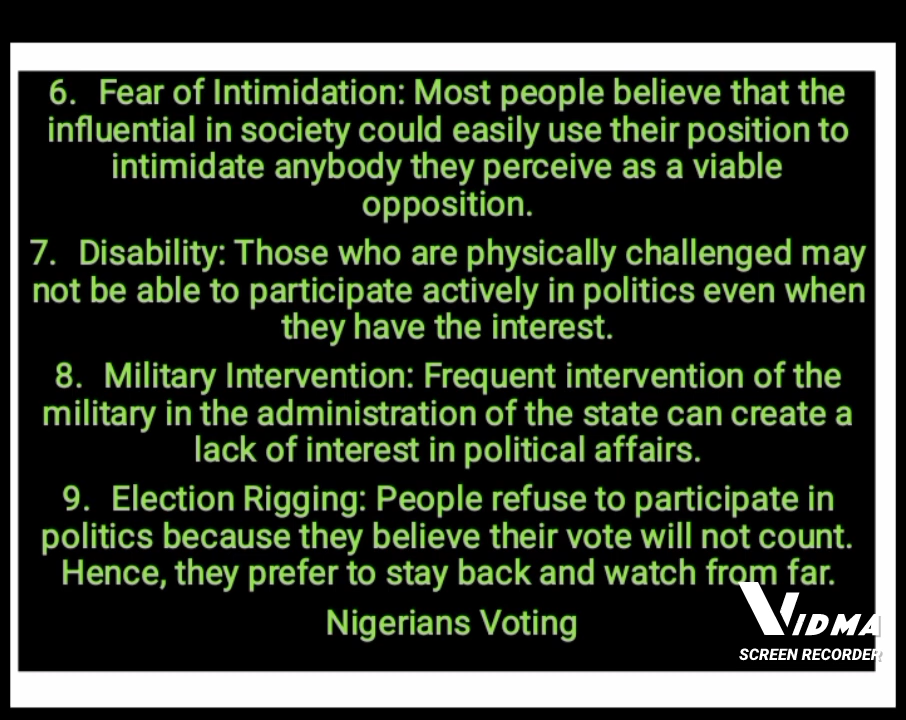 6. Fear of Intimidation: Most people believe that the
influential in society could easily use their position to
intimidate anybody they perceive as a viable
opposition.
7. Disability: Those who are physically challenged may
not be able to participate actively in politics even when
they have the interest.
8. Military Intervention: Frequent intervention of the
military in the administration of the state can create a
lack of interest in political affairs.
9. Election Rigging: People refuse to participate in
politics because they believe their vote will not count.
Hence, they prefer to stay back and watch from far.
Nigerians Voting
VIDMA
SCREEN RECORDER